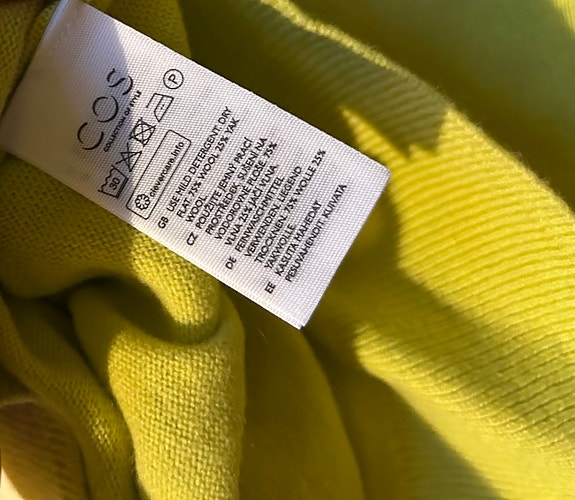 COS
COLLECTION OF STYLE
P
30
clevercare.info
GB USE MILD DETERGENT. DRY
FLAT 75% WOOL 25% YAK
WOOL
CZ POUŽIJTE JEMNÝ PRACÍ
PROSTŘEDEK, SUŠENÍ NA
VODOROVNÉ PLOŠE 75%
VLNA 25% JAČÍ VLNA
DE FEINWASCHMITTEL
VERWENDEN. LIEGEND
TROCKNEN. 75% WOLLE 25%
YAKWOLLE
EE KASUTA MAHEDAT
PESUVAHENDIT KUIVATA